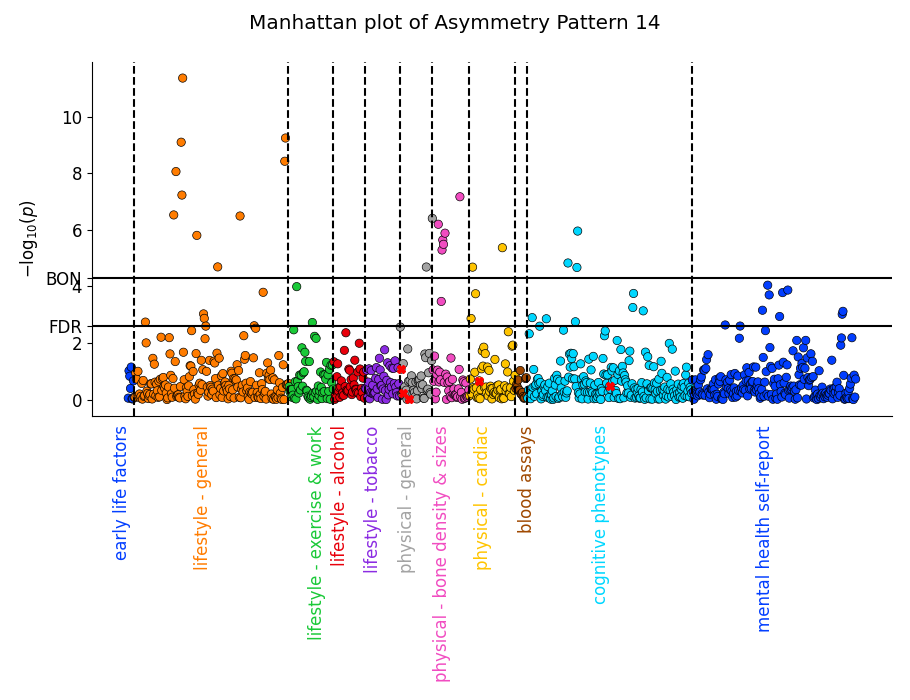 Manhattan plot of Asymmetry Pattern 14
−log₁₀(p)
10
8
6
BON
4
FDR
2
0
early life factors
lifestyle - general
lifestyle - exercise & work
lifestyle - alcohol
lifestyle - tobacco
physical - general
physical - bone density & sizes
physical - cardiac
blood assays
cognitive phenotypes
mental health self-report